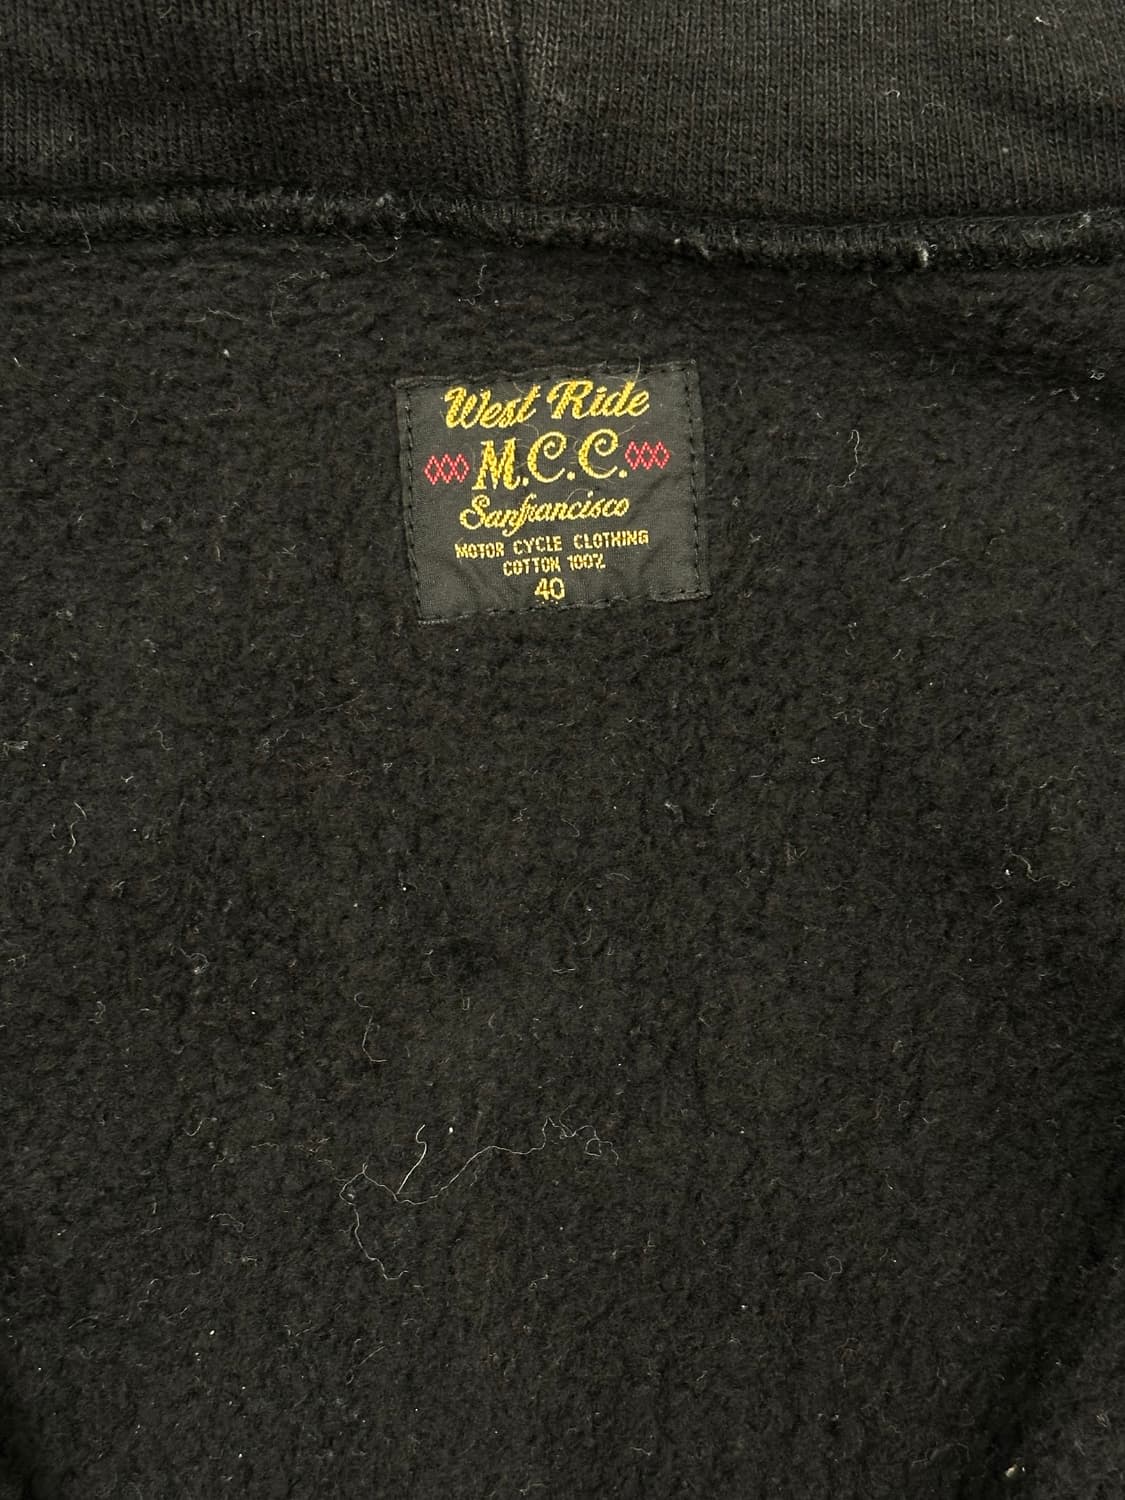 West Ride
M.C.C.
Sanfrancisco
MOTOR CYCLE CLOTHING
COTTON 100%
40